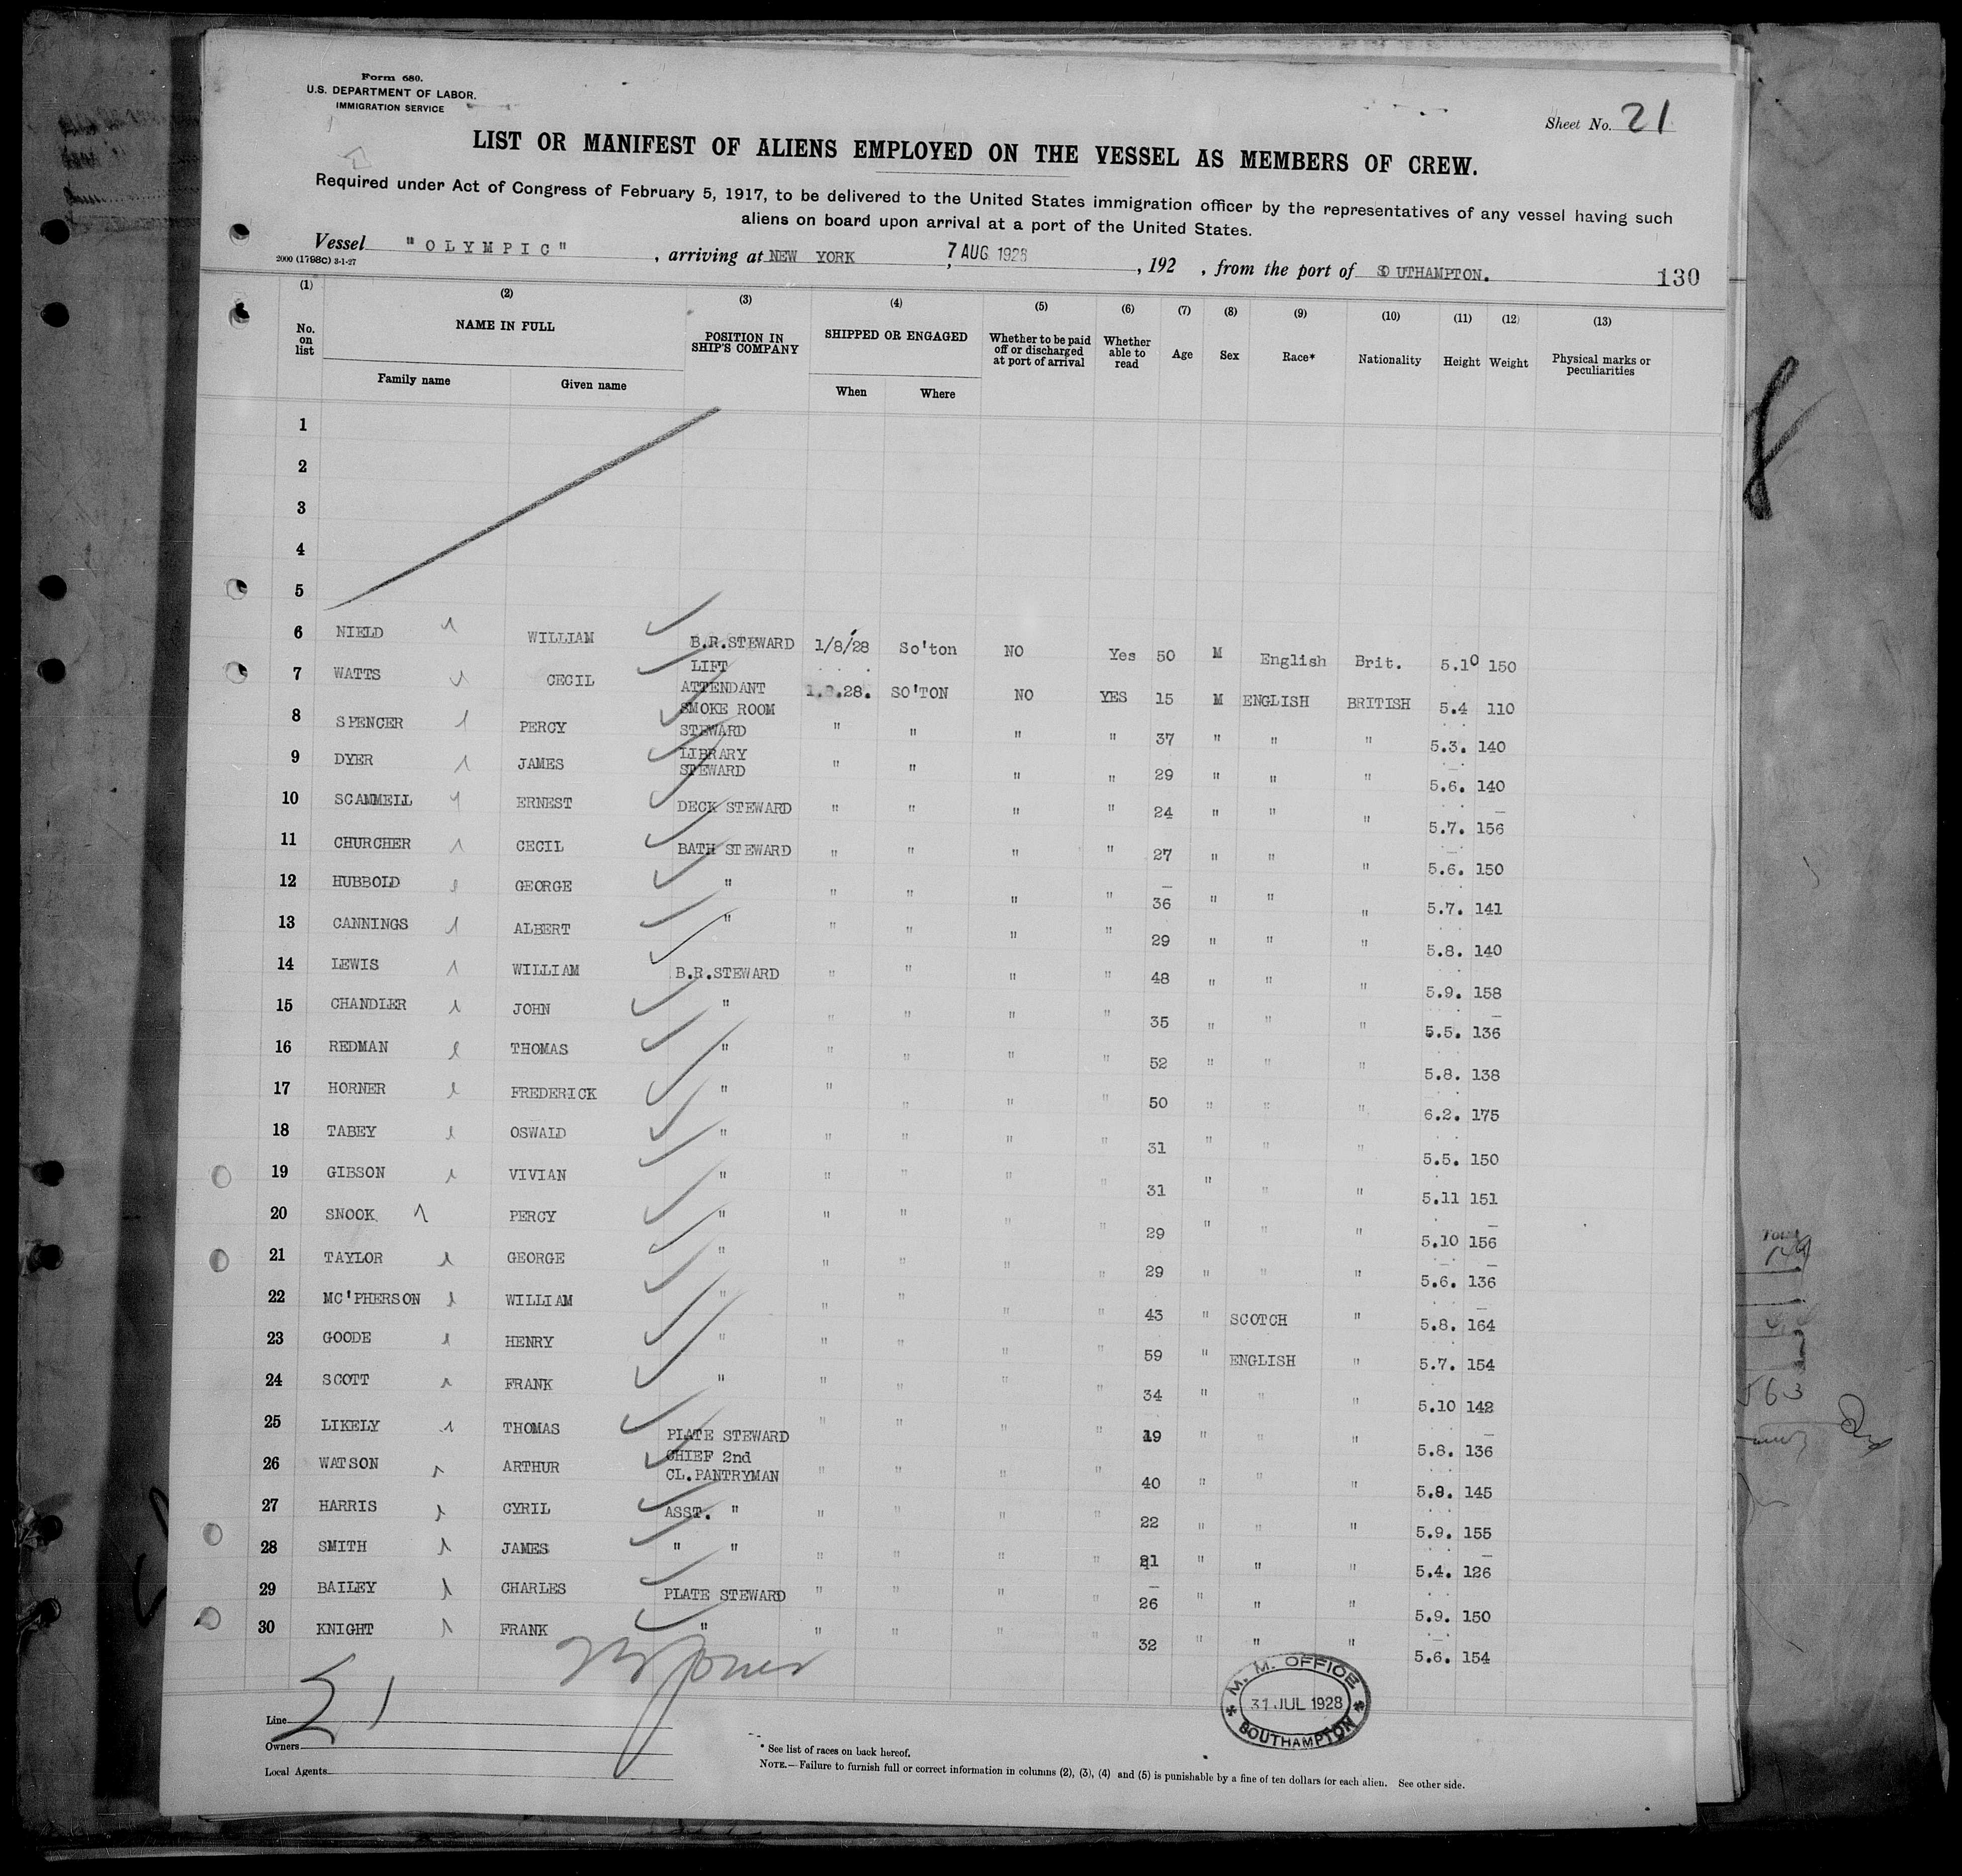 Form 680.
U.S. DEPARTMENT OF LABOR.
IMMIGRATION SERVICE
Sheet No. 21
LIST OR MANIFEST OF ALIENS EMPLOYED ON THE VESSEL AS MEMBERS OF CREW.
Required under Act of Congress of February 5, 1917, to be delivered to the United States immigration officer by the representatives of any vessel having such
aliens on board upon arrival at a port of the United States.
Vessel "OLYMPIC", arriving at NEW YORK, 7 AUG 1928, 192 , from the port of SOUTHAMPTON.
2000 (1798c) 3-1-27
130
(1) (2) (3) (4) (5) (6) (7) (8) (9) (10) (11) (12) (13)
No. on list NAME IN FULL POSITION IN SHIP'S COMPANY SHIPPED OR ENGAGED Whether to be paid off or discharged at port of arrival Whether able to read Age Sex Race* Nationality Height Weight Physical marks or peculiarities
Family name Given name When Where
1
2
3
4
5
6 NIELD WILLIAM B.R.STEWARD 1/8/28 So'ton NO Yes 50 M English Brit. 5.10 150
7 WATTS CECIL LIFT ATTENDANT 1.8.28. SO'TON NO YES 15 M ENGLISH BRITISH 5.4 110
8 SPENCER PERCY SMOKE ROOM STEWARD " " " " 37 " " " 5.3. 140
9 DYER JAMES LIBRARY STEWARD " " " " 29 " " " 5.6. 140
10 SCAMMELL ERNEST DECK STEWARD " " " " 24 " " " 5.7. 156
11 CHURCHER CECIL BATH STEWARD " " " " 27 " " " 5.6. 150
12 HUBBOLD GEORGE " " " " " 36 " " " 5.7. 141
13 CANNINGS ALBERT " " " " " 29 " " " 5.8. 140
14 LEWIS WILLIAM B.R.STEWARD " " " " 48 " " " 5.9. 158
15 CHANDLER JOHN " " " " " 35 " " " 5.5. 136
16 REDMAN THOMAS " " " " " 52 " " " 5.8. 138
17 HORNER FREDERICK " " " " " 50 " " " 6.2. 175
18 TABEY OSWALD " " " " " 31 " " " 5.5. 150
19 GIBSON VIVIAN " " " " " 31 " " " 5.11 151
20 SNOOK PERCY " " " " " 29 " " " 5.10 156
21 TAYLOR GEORGE " " " " " 29 " " " 5.6. 136
22 MC'PHERSON WILLIAM " " " " " 43 " SCOTCH " 5.8. 164
23 GOODE HENRY " " " " " 59 " ENGLISH " 5.7. 154
24 SCOTT FRANK " " " " " 34 " " " 5.10 142
25 LIKELY THOMAS PLATE STEWARD " " " " 19 " " " 5.8. 136
26 WATSON ARTHUR CHIEF 2nd CL.PANTRYMAN " " " " 40 " " " 5.8. 145
27 HARRIS CYRIL ASST. " " " " " 22 " " " 5.9. 155
28 SMITH JAMES " " " " " " 21 " " " 5.4. 126
29 BAILEY CHARLES PLATE STEWARD " " " " 26 " " " 5.9. 150
30 KNIGHT FRANK " " " " " 32 " " " 5.6. 154
M. M. OFFICE
31 JUL 1928
SOUTHAMPTON
Line
Owners
Local Agents
* See list of races on back hereof.
NOTE.—Failure to furnish full or correct information in columns (2), (3), (4) and (5) is punishable by a fine of ten dollars for each alien. See other side.
8
Total
563